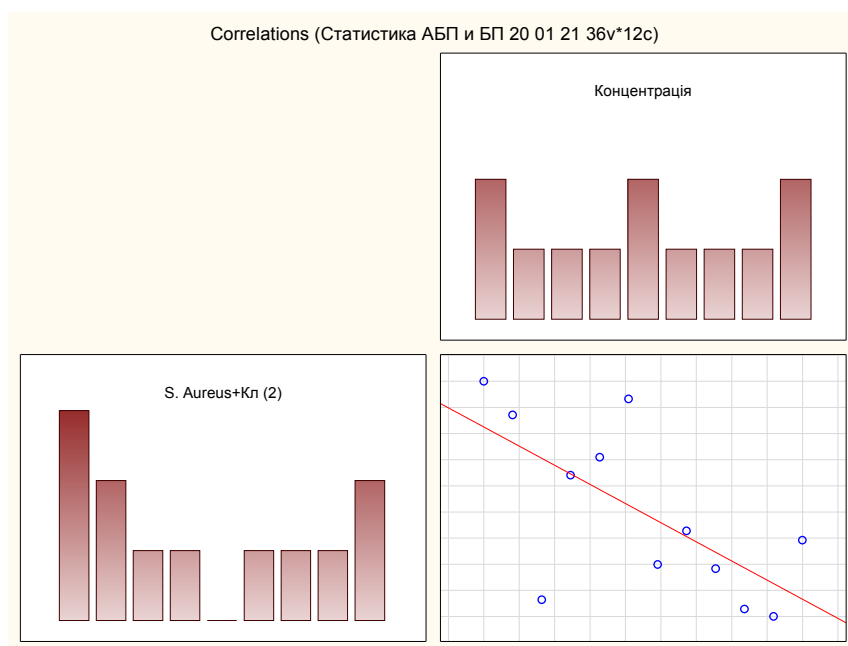 Correlations (Статистика АБП и БП 20 01 21 36v*12c)
Концентрація
S. Aureus+Кл (2)